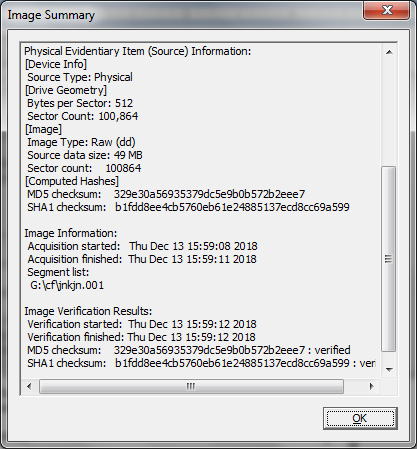 Image Summary
Physical Evidentiary Item (Source) Information:
[Device Info]
Source Type: Physical
[Drive Geometry]
Bytes per Sector: 512
Sector Count: 100,864
[Image]
Image Type: Raw (dd)
Source data size: 49 MB
Sector count: 100864
[Computed Hashes]
MD5 checksum: 329e30a56935379dc5e9b0b572b2eee7
SHA1 checksum: b1fdd8ee4cb5760eb61e24885137ecd8cc69a599
Image Information:
Acquisition started: Thu Dec 13 15:59:08 2018
Acquisition finished: Thu Dec 13 15:59:11 2018
Segment list:
G:\cf\jnkjn.001
Image Verification Results:
Verification started: Thu Dec 13 15:59:12 2018
Verification finished: Thu Dec 13 15:59:12 2018
MD5 checksum: 329e30a56935379dc5e9b0b572b2eee7 : verified
SHA1 checksum: b1fdd8ee4cb5760eb61e24885137ecd8cc69a599 : veri
OK